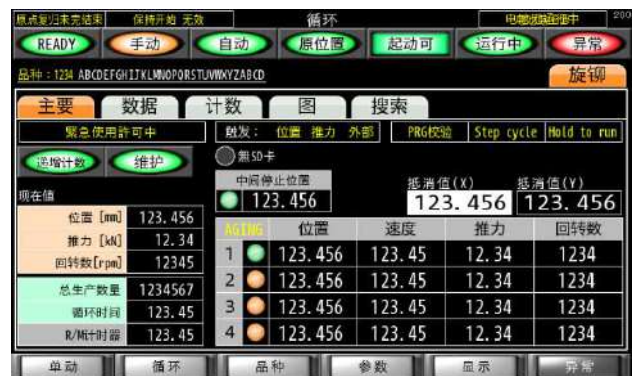 原点复归未完结束 保持开始 无效 循环 200
READY 手动 自动 原位置 起动可 运行中 异常
品种：1234 ABCDEFGHIJKLMNOPQRSTUVWXYZABCD 旋铆
主要 数据 计数 图 搜索
緊急使用許可中 触发： 位置 推力 外部 PRG校验 Step cycle Hold to run
递增计数 维护 無SD卡
中间停止位置 抵消值(X) 抵消值(Y)
123.456 123.456 123.456
现在值
位置 [mm] 123.456
推力 [kN] 12.34
回转数[rpm] 12345
总生产数量 1234567
循环时间 123.45
R/M计时器 123.45
AGING 位置 速度 推力 回转数
1 123.456 123.45 12.34 1234
2 123.456 123.45 12.34 1234
3 123.456 123.45 12.34 1234
4 123.456 123.45 12.34 1234
单动 循环 品种 参数 显示 异常